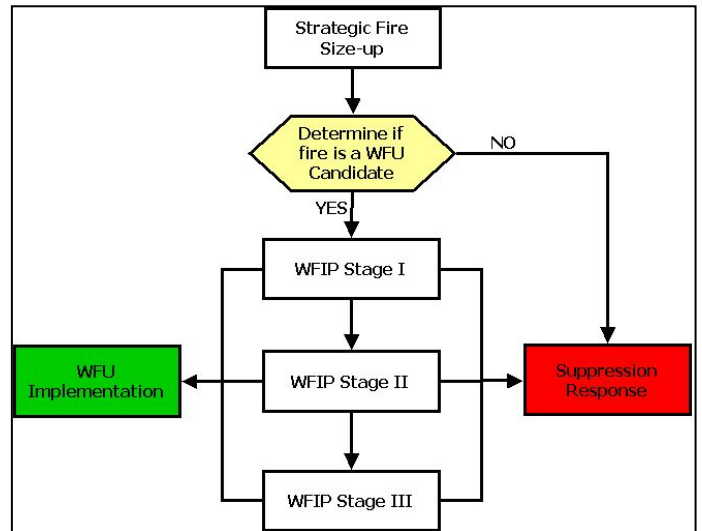 Strategic Fire
Size-up
Determine if
fire is a WFU
Candidate
NO
YES
WFIP Stage I
WFU
Implementation
WFIP Stage II
Suppression
Response
WFIP Stage III